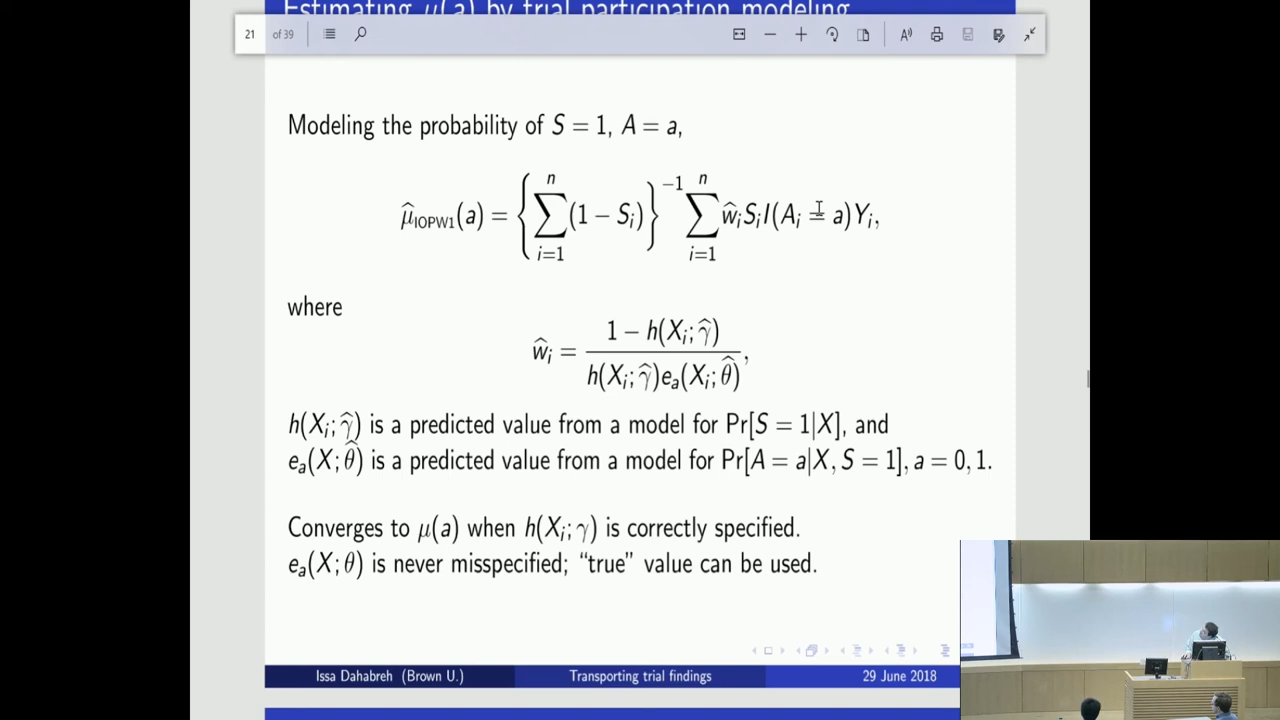 Estimating μ(a) by trial participation modeling
21 of 39
Modeling the probability of S = 1, A = a,
μ̂_IOPW1(a) = { ∑_{i=1}^{n} (1 − S_i) }^{−1} ∑_{i=1}^{n} ŵ_i S_i I(A_i = a)Y_i,
where
ŵ_i = (1 − h(X_i; γ̂)) / (h(X_i; γ̂)e_a(X_i; θ̂)),
h(X_i; γ̂) is a predicted value from a model for Pr[S = 1|X], and
e_a(X; θ̂) is a predicted value from a model for Pr[A = a|X, S = 1], a = 0, 1.
Converges to μ(a) when h(X_i; γ) is correctly specified.
e_a(X; θ) is never misspecified; “true” value can be used.
Issa Dahabreh (Brown U.) Transporting trial findings 29 June 2018